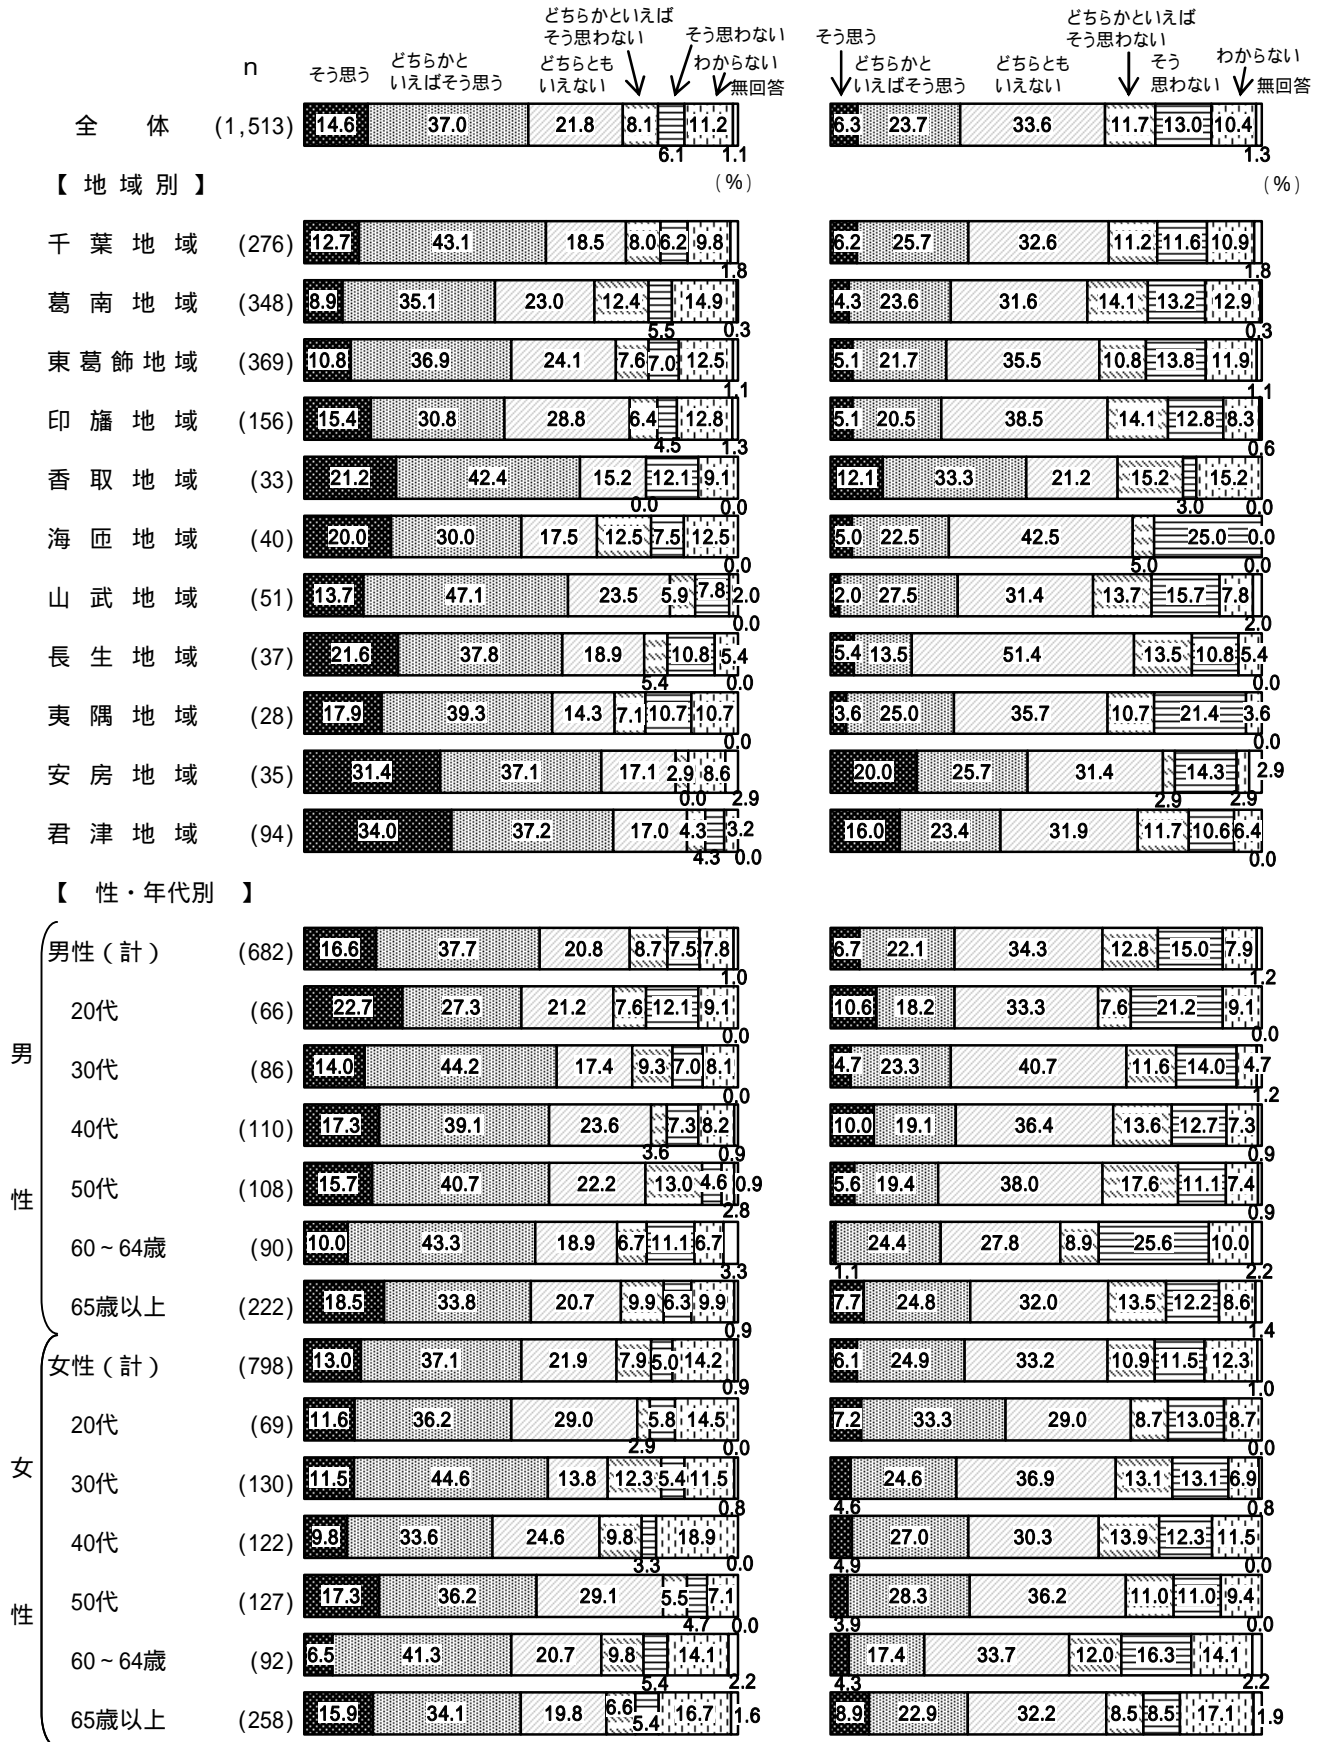 どちらかといえば
そう思わない
そう思わない
どちらかといえば
そう思わない
n
そう思う
どちらかと
いえばそう思う
どちらとも
いえない
わからない
無回答
そう思う
どちらかと
いえばそう思う
どちらとも
いえない
そう
思わない
わからない
無回答
全 体 (1,513) 14.6 37.0 21.8 8.1 6.1 11.2 1.1 6.3 23.7 33.6 11.7 13.0 10.4 1.3
【 地 域 別 】 (%) (%)
千 葉 地 域 (276) 12.7 43.1 18.5 8.0 6.2 9.8 1.8 6.2 25.7 32.6 11.2 11.6 10.9 1.8
葛 南 地 域 (348) 8.9 35.1 23.0 12.4 5.5 14.9 0.3 4.3 23.6 31.6 14.1 13.2 12.9 0.3
東 葛 飾 地 域 (369) 10.8 36.9 24.1 7.6 7.0 12.5 1.1 5.1 21.7 35.5 10.8 13.8 11.9 1.1
印 旛 地 域 (156) 15.4 30.8 28.8 6.4 4.5 12.8 1.3 5.1 20.5 38.5 14.1 12.8 8.3 0.6
香 取 地 域 (33) 21.2 42.4 15.2 0.0 12.1 9.1 0.0 12.1 33.3 21.2 15.2 3.0 15.2 0.0
海 匝 地 域 (40) 20.0 30.0 17.5 12.5 7.5 12.5 0.0 5.0 22.5 42.5 5.0 25.0 0.0 0.0
山 武 地 域 (51) 13.7 47.1 23.5 5.9 7.8 2.0 0.0 2.0 27.5 31.4 13.7 15.7 7.8 2.0
長 生 地 域 (37) 21.6 37.8 18.9 5.4 10.8 5.4 0.0 5.4 13.5 51.4 13.5 10.8 5.4 0.0
夷 隅 地 域 (28) 17.9 39.3 14.3 7.1 10.7 10.7 0.0 3.6 25.0 35.7 10.7 21.4 3.6 0.0
安 房 地 域 (35) 31.4 37.1 17.1 2.9 0.0 8.6 2.9 20.0 25.7 31.4 2.9 14.3 2.9 2.9
君 津 地 域 (94) 34.0 37.2 17.0 4.3 4.3 3.2 0.0 16.0 23.4 31.9 11.7 10.6 6.4 0.0
【 性・年代別 】
男性(計) (682) 16.6 37.7 20.8 8.7 7.5 7.8 1.0 6.7 22.1 34.3 12.8 15.0 7.9 1.2
20代 (66) 22.7 27.3 21.2 7.6 12.1 9.1 0.0 10.6 18.2 33.3 7.6 21.2 9.1 0.0
男
30代 (86) 14.0 44.2 17.4 9.3 7.0 8.1 0.0 4.7 23.3 40.7 11.6 14.0 4.7 1.2
40代 (110) 17.3 39.1 23.6 3.6 7.3 8.2 0.9 10.0 19.1 36.4 13.6 12.7 7.3 0.9
性
50代 (108) 15.7 40.7 22.2 13.0 4.6 2.8 0.9 5.6 19.4 38.0 17.6 11.1 7.4 0.9
60～64歳 (90) 10.0 43.3 18.9 6.7 11.1 6.7 3.3 1.1 24.4 27.8 8.9 25.6 10.0 2.2
65歳以上 (222) 18.5 33.8 20.7 9.9 6.3 9.9 0.9 7.7 24.8 32.0 13.5 12.2 8.6 1.4
女性(計) (798) 13.0 37.1 21.9 7.9 5.0 14.2 0.9 6.1 24.9 33.2 10.9 11.5 12.3 1.0
20代 (69) 11.6 36.2 29.0 2.9 5.8 14.5 0.0 7.2 33.3 29.0 8.7 13.0 8.7 0.0
女
30代 (130) 11.5 44.6 13.8 12.3 5.4 11.5 0.8 4.6 24.6 36.9 13.1 13.1 6.9 0.8
40代 (122) 9.8 33.6 24.6 9.8 3.3 18.9 0.0 4.9 27.0 30.3 13.9 12.3 11.5 0.0
性
50代 (127) 17.3 36.2 29.1 5.5 4.7 7.1 0.0 3.9 28.3 36.2 11.0 11.0 9.4 0.0
60～64歳 (92) 6.5 41.3 20.7 9.8 5.4 14.1 2.2 4.3 17.4 33.7 12.0 16.3 14.1 2.2
65歳以上 (258) 15.9 34.1 19.8 6.6 5.4 16.7 1.6 8.9 22.9 32.2 8.5 8.5 17.1 1.9